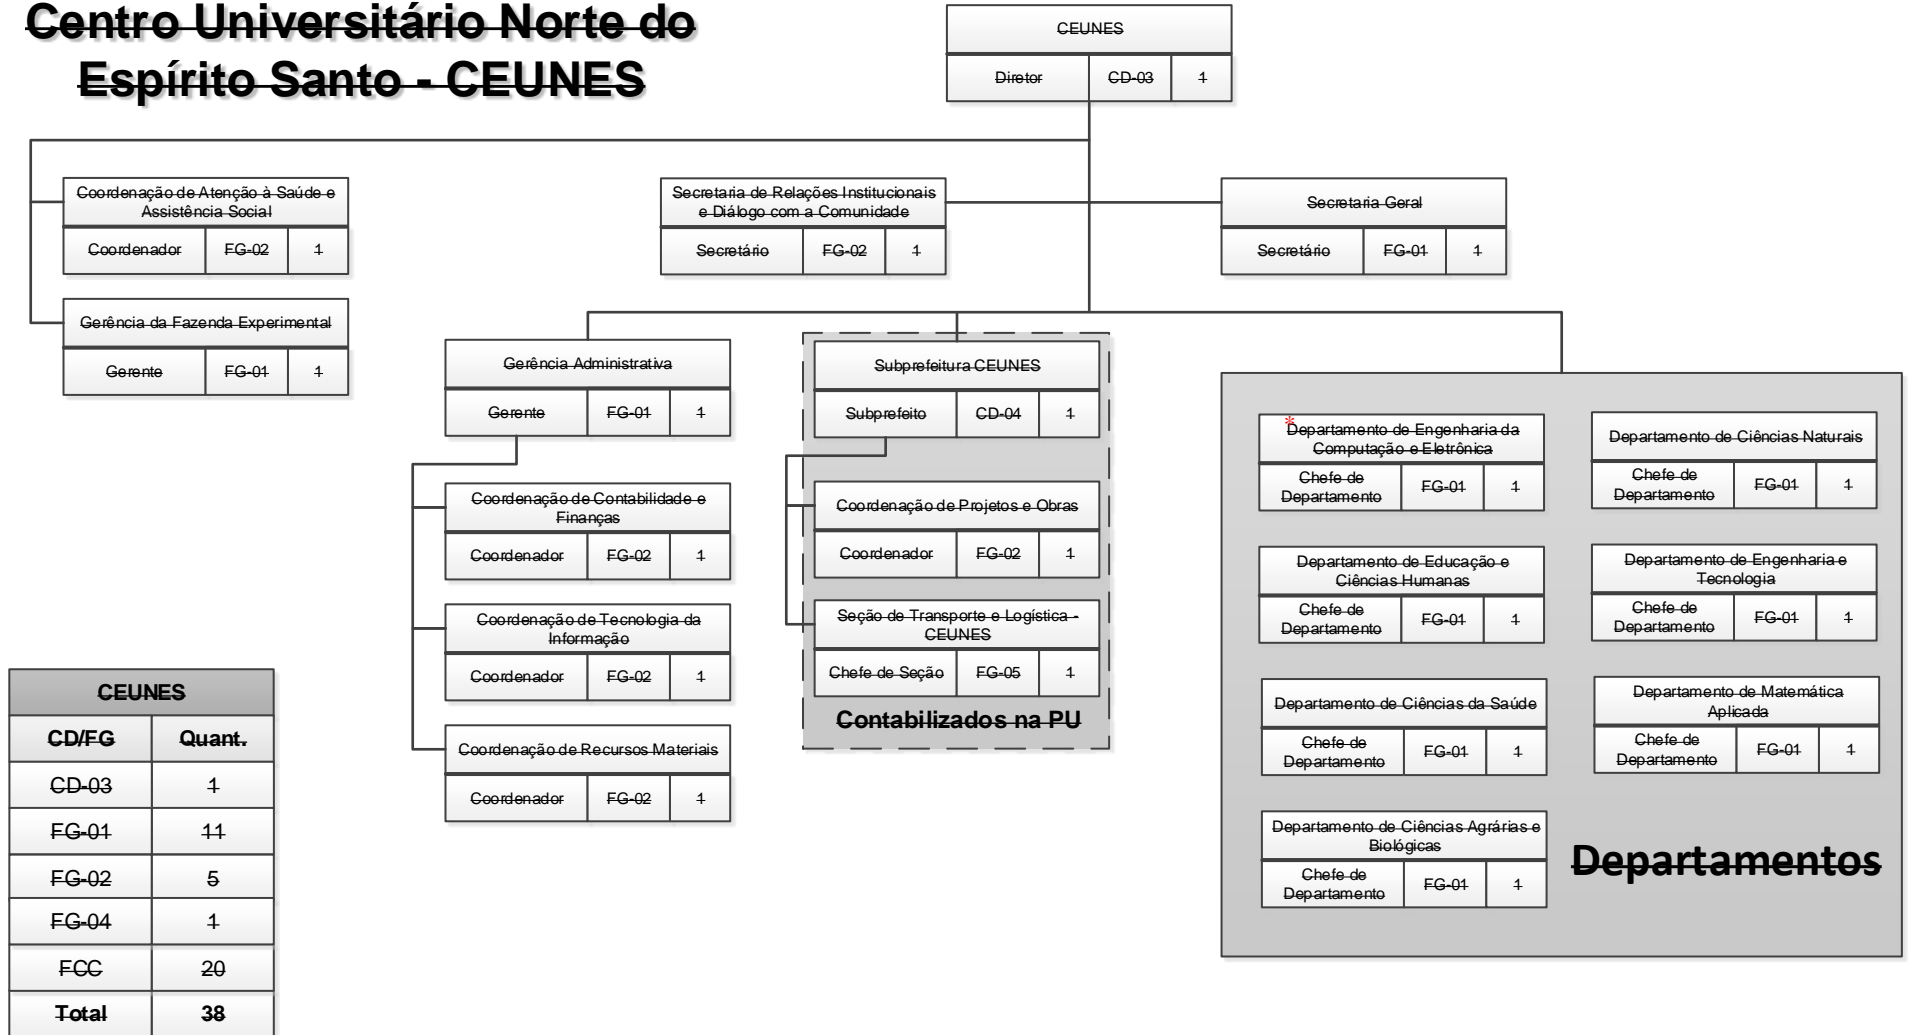 Centro Universitário Norte do
Espírito Santo - CEUNES
CEUNES
Diretor CD-03 1
Coordenação de Atenção à Saúde e
Assistência Social
Coordenador FG-02 1
Secretaria de Relações Institucionais
e Diálogo com a Comunidade
Secretário FG-02 1
Secretaria Geral
Secretário FG-01 1
Gerência da Fazenda Experimental
Gerente FG-01 1
Gerência Administrativa
Gerente FG-01 1
Coordenação de Contabilidade e
Finanças
Coordenador FG-02 1
Coordenação de Tecnologia da
Informação
Coordenador FG-02 1
Coordenação de Recursos Materiais
Coordenador FG-02 1
Subprefeitura CEUNES
Subprefeito CD-04 1
Coordenação de Projetos e Obras
Coordenador FG-02 1
Seção de Transporte e Logística -
CEUNES
Chefe de Seção FG-05 1
Contabilizados na PU
*
Departamento de Engenharia da
Computação e Eletrônica
Chefe de
Departamento FG-01 1
Departamento de Ciências Naturais
Chefe de
Departamento FG-01 1
Departamento de Educação e
Ciências Humanas
Chefe de
Departamento FG-01 1
Departamento de Engenharia e
Tecnologia
Chefe de
Departamento FG-01 1
Departamento de Ciências da Saúde
Chefe de
Departamento FG-01 1
Departamento de Matemática
Aplicada
Chefe de
Departamento FG-01 1
Departamento de Ciências Agrárias e
Biológicas
Chefe de
Departamento FG-01 1
Departamentos
CEUNES
CD/FG Quant.
CD-03 1
FG-01 11
FG-02 5
FG-04 1
FCC 20
Total 38